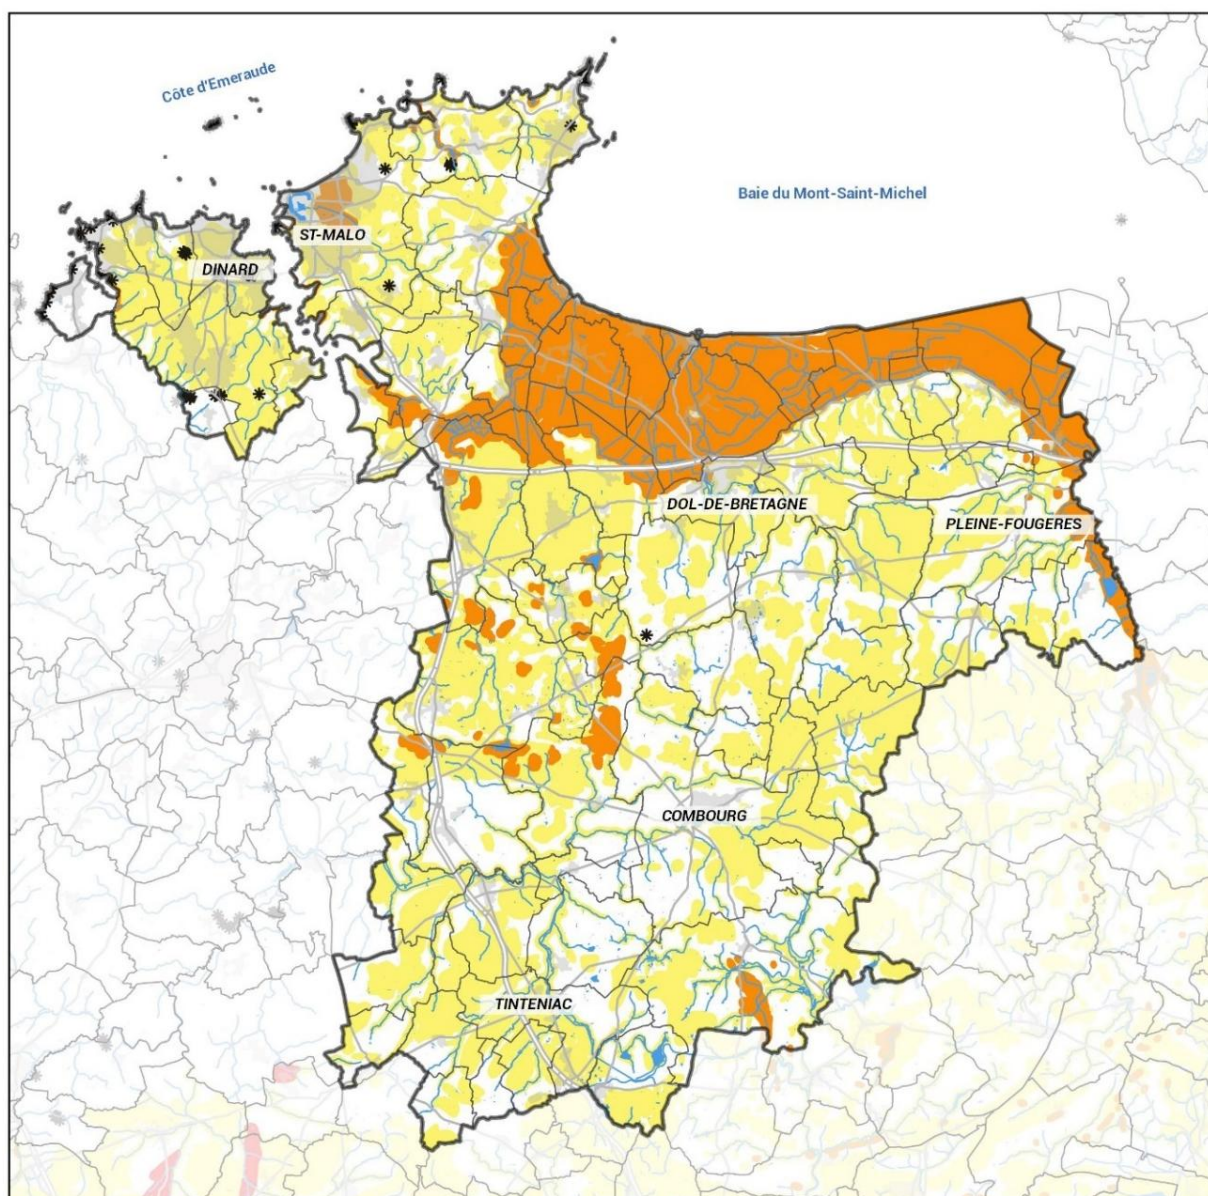 Côte d'Emeraude
Baie du Mont-Saint-Michel
ST-MALO
DINARD
DOL-DE-BRETAGNE
PLEINE-FOUGERES
COMBOURG
TINTENIAC